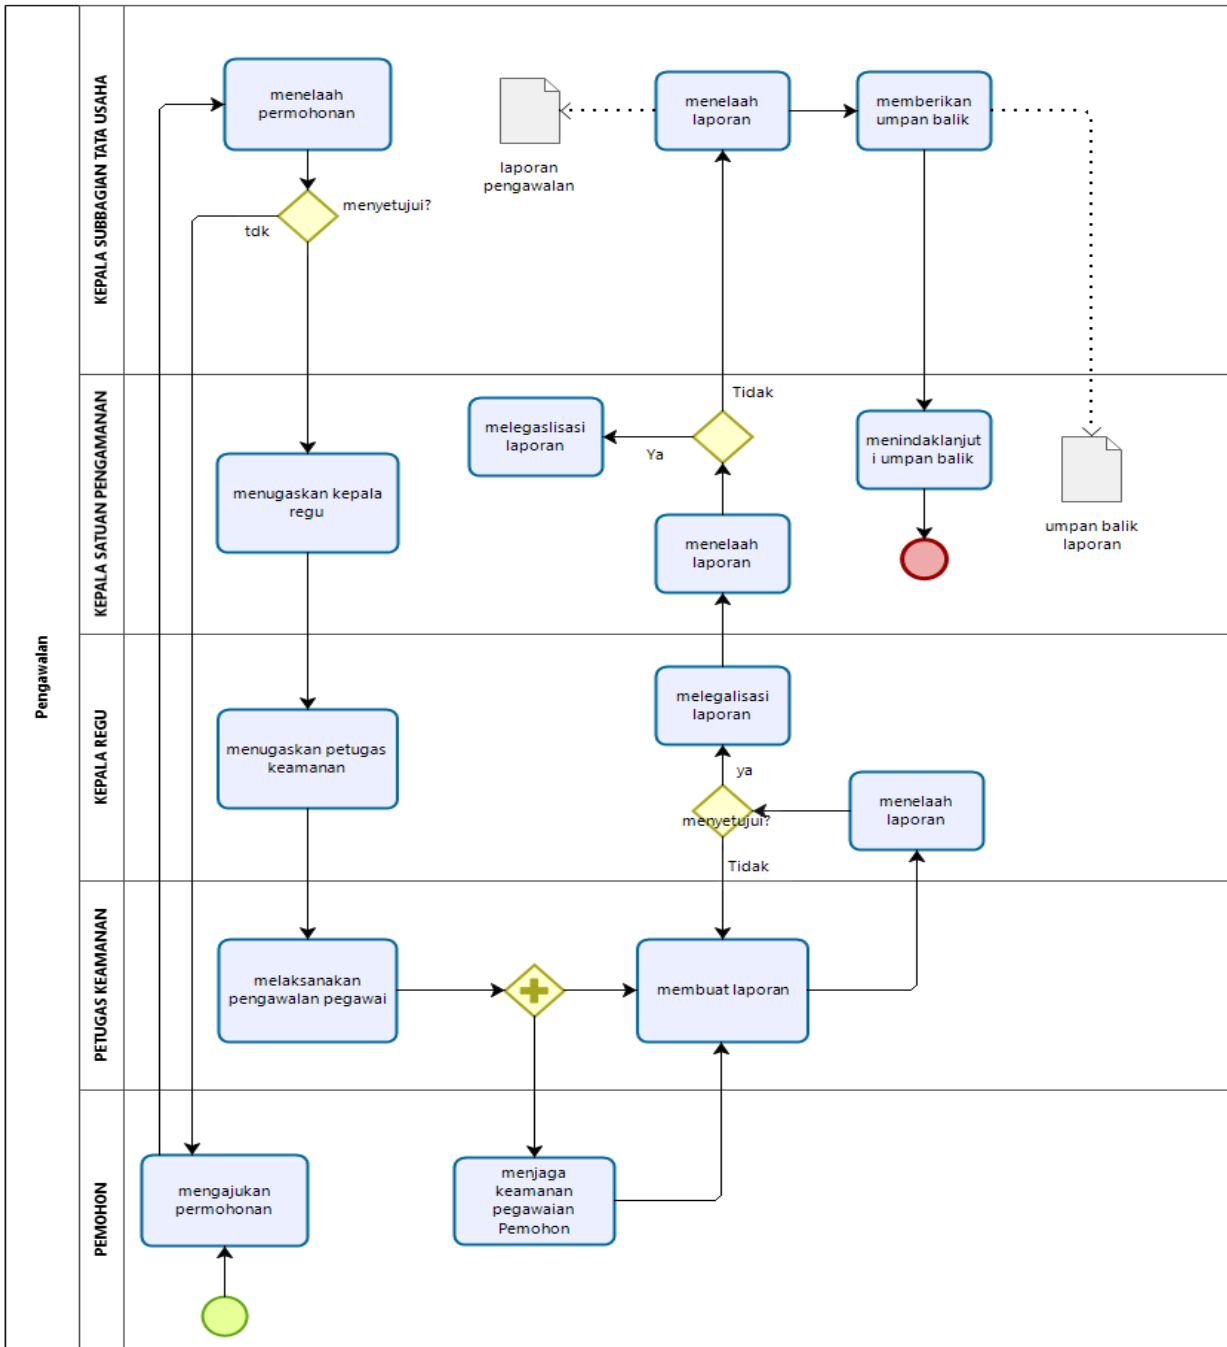 Pengawalan
KEPALA SUBBAGIAN TATA USAHA
menelaah
permohonan
menyetujui?
tdk
laporan
pengawalan
menelaah
laporan
memberikan
umpan balik
KEPALA SATUAN PENGAMANAN
menugaskan kepala
regu
melegaslisasi
laporan
Ya
Tidak
menelaah
laporan
menindaklanjut
i umpan balik
umpan balik
laporan
KEPALA REGU
menugaskan petugas
keamanan
melegalisasi
laporan
ya
menyetujui?
Tidak
menelaah
laporan
PETUGAS KEAMANAN
melaksanakan
pengawalan pegawai
membuat laporan
PEMOHON
mengajukan
permohonan
menjaga
keamanan
pegawaian
Pemohon